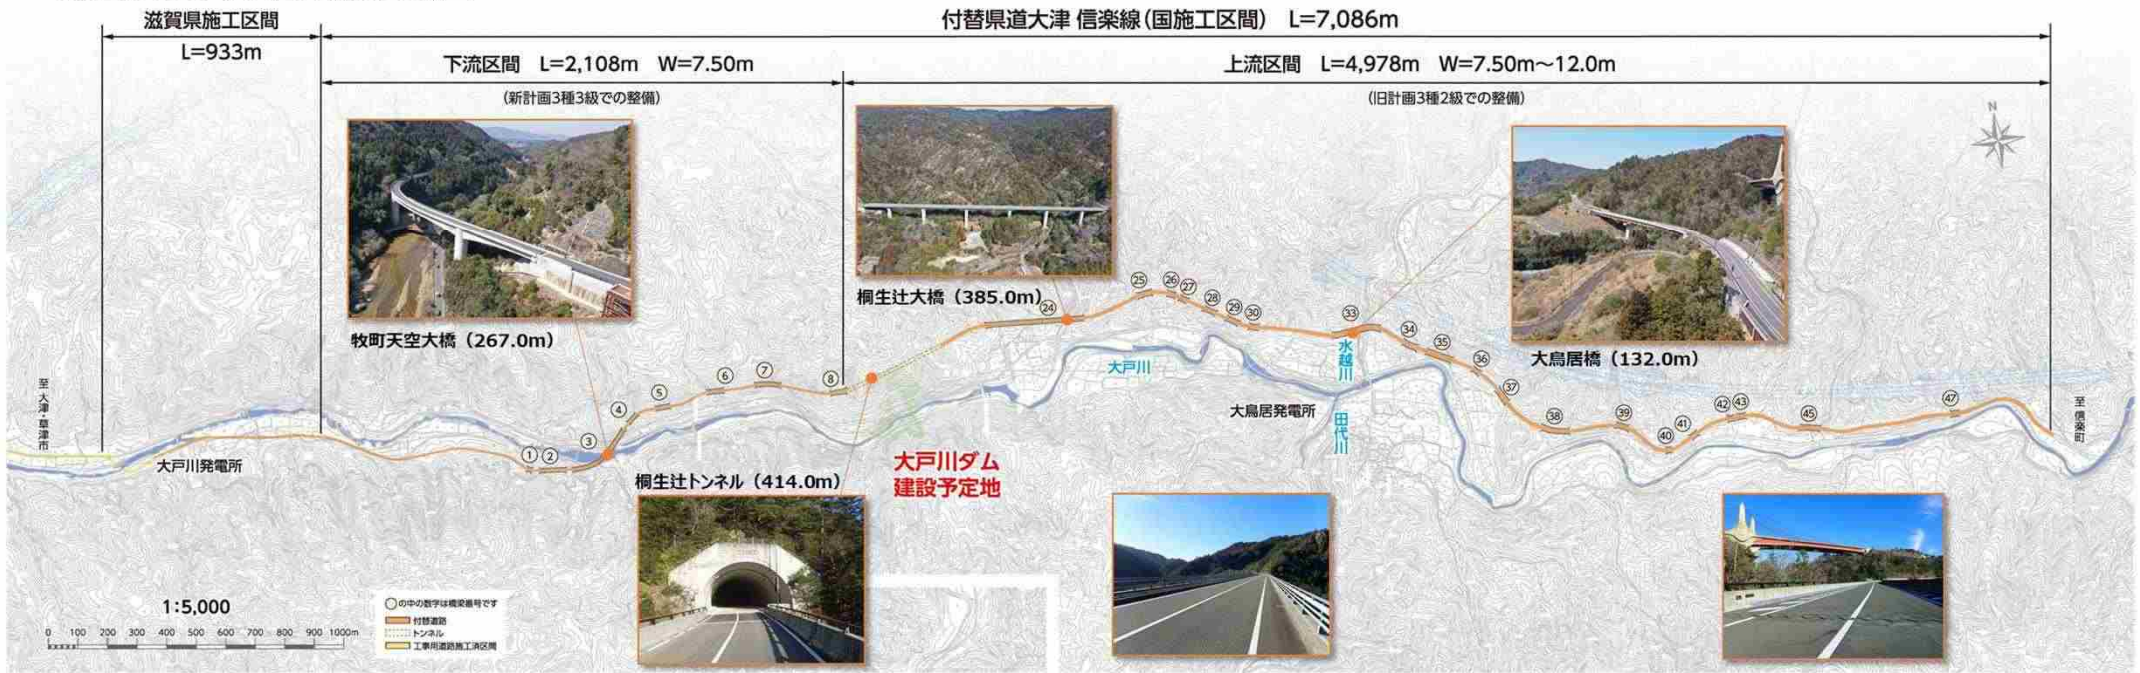 滋賀県施工区間
L=933m
付替県道大津 信楽線(国施工区間) L=7,086m
下流区間 L=2,108m W=7.50m
(新計画3種3級での整備)
上流区間 L=4,978m W=7.50m～12.0m
(旧計画3種2級での整備)
N
牧町天空大橋（267.0m）
桐生辻大橋（385.0m）
大鳥居橋（132.0m）
至 大津・草津市
大戸川発電所
① ② ③ ④ ⑤ ⑥ ⑦ ⑧
㉔ ㉕ ㉖ ㉗ ㉘ ㉙ ㉚ ㉝ ㉞ ㉟ ㊱ ㊲ ㊳ ㊴ ㊵ ㊶ ㊷ ㊸ ㊺ ㊼
大戸川
水越川
大鳥居発電所
田代川
至 信楽町
桐生辻トンネル（414.0m）
大戸川ダム
建設予定地
1:5,000
0 100 200 300 400 500 600 700 800 900 1000m
○の中の数字は橋梁番号です
付替道路
トンネル
工事用道路施工済区間